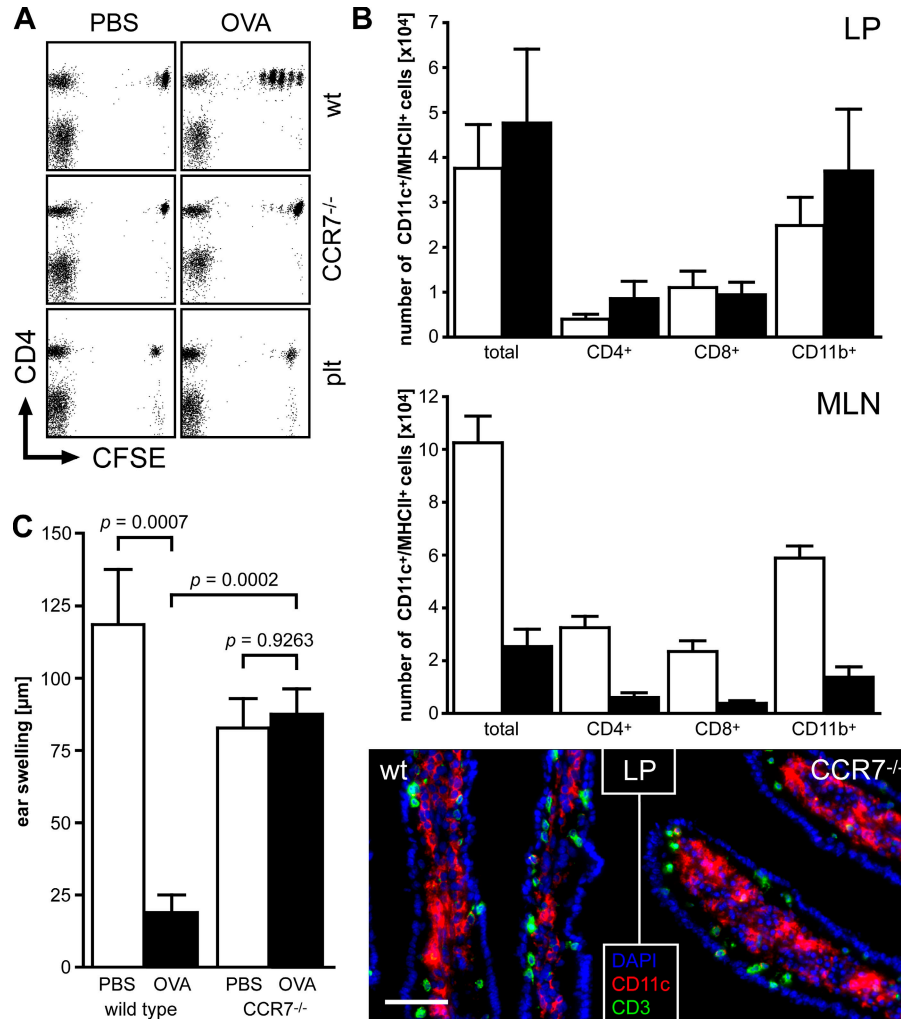 A
PBS OVA
wt
CCR7-/-
plt
CD4
CFSE
B
LP
number of CD11c+/MHCII+ cells [x10⁴]
7
6
5
4
3
2
1
0
total CD4+ CD8+ CD11b+
MLN
number of CD11c+/MHCII+ cells [x10⁴]
12
10
8
6
4
2
0
total CD4+ CD8+ CD11b+
wt LP CCR7-/-
DAPI
CD11c
CD3
C
p = 0.0007
p = 0.0002
p = 0.9263
ear swelling [µm]
150
125
100
75
50
25
0
PBS OVA PBS OVA
wild type CCR7-/-